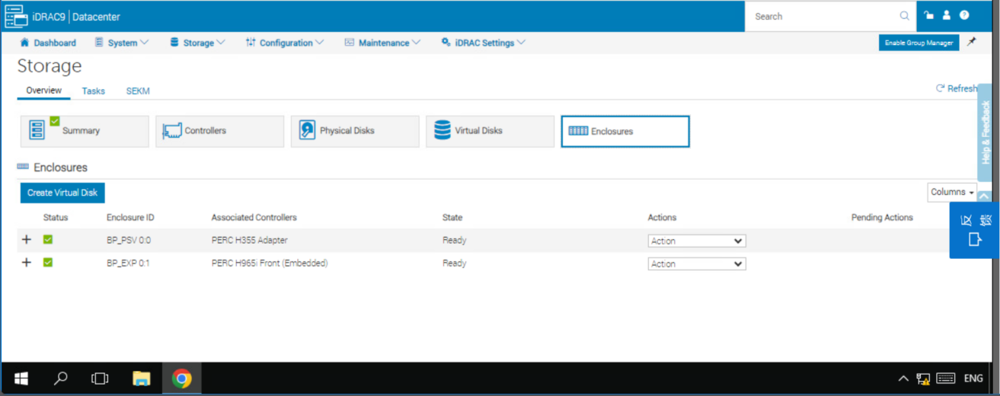 iDRAC9 | Datacenter
Search
Dashboard System Storage Configuration Maintenance iDRAC Settings Enable Group Manager
Storage
Overview Tasks SEKM Refresh
Summary Controllers Physical Disks Virtual Disks Enclosures
Help & Feedback
Enclosures
Create Virtual Disk Columns
Status Enclosure ID Associated Controllers State Actions Pending Actions
BP_PSV 0:0 PERC H355 Adapter Ready Action
BP_EXP 0:1 PERC H965i Front (Embedded) Ready Action
ENG